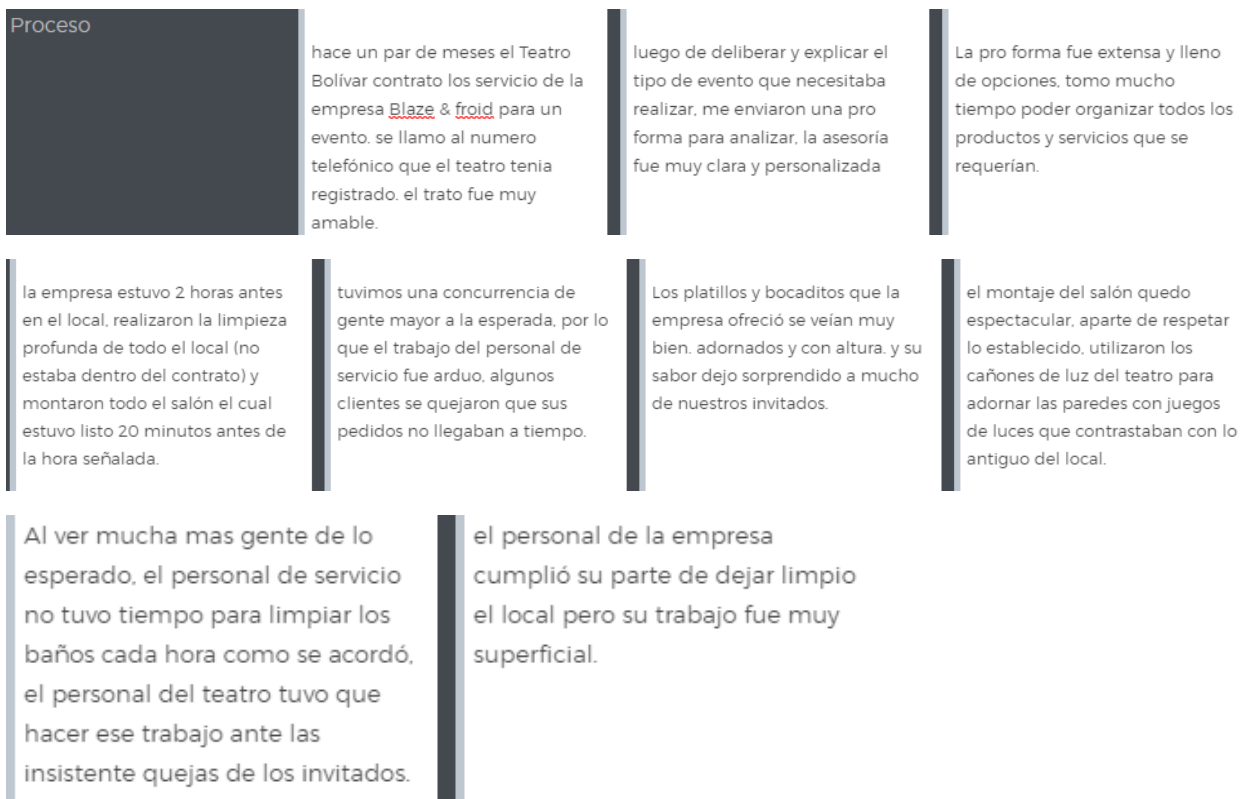 Proceso
hace un par de meses el Teatro
Bolívar contrato los servicio de la
empresa Blaze & froid para un
evento. se llamo al numero
telefónico que el teatro tenia
registrado. el trato fue muy
amable.
luego de deliberar y explicar el
tipo de evento que necesitaba
realizar, me enviaron una pro
forma para analizar, la asesoría
fue muy clara y personalizada
La pro forma fue extensa y lleno
de opciones, tomo mucho
tiempo poder organizar todos los
productos y servicios que se
requerían.
la empresa estuvo 2 horas antes
en el local, realizaron la limpieza
profunda de todo el local (no
estaba dentro del contrato) y
montaron todo el salón el cual
estuvo listo 20 minutos antes de
la hora señalada.
tuvimos una concurrencia de
gente mayor a la esperada, por lo
que el trabajo del personal de
servicio fue arduo, algunos
clientes se quejaron que sus
pedidos no llegaban a tiempo.
Los platillos y bocaditos que la
empresa ofreció se veían muy
bien. adornados y con altura. y su
sabor dejo sorprendido a mucho
de nuestros invitados.
el montaje del salón quedo
espectacular, aparte de respetar
lo establecido, utilizaron los
cañones de luz del teatro para
adornar las paredes con juegos
de luces que contrastaban con lo
antiguo del local.
Al ver mucha mas gente de lo
esperado, el personal de servicio
no tuvo tiempo para limpiar los
baños cada hora como se acordó,
el personal del teatro tuvo que
hacer ese trabajo ante las
insistente quejas de los invitados.
el personal de la empresa
cumplió su parte de dejar limpio
el local pero su trabajo fue muy
superficial.